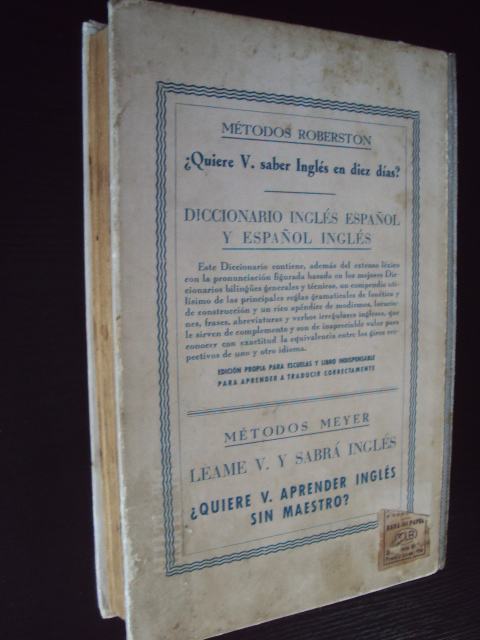 MÉTODOS ROBERSTON
¿Quiere V. saber Inglés en diez días?
DICCIONARIO INGLÉS ESPAÑOL
Y ESPAÑOL INGLÉS
Este Diccionario contiene, además del extenso léxico
con la pronunciación figurada basada en los mejores Dic-
cionarios bilingües generales y técnicos, un compendio uti-
lísimo de las principales reglas gramaticales de fonética y
de construcción y un rico apéndice de modismos, locucio-
nes, frases, abreviaturas y verbos irregulares ingleses, que
le sirven de complemento y son de inapreciable valor para
conocer con exactitud la equivalencia entre los giros res-
pectivos de uno y otro idioma.
EDICIÓN PROPIA PARA ESCUELAS Y LIBRO INDISPENSABLE
PARA APRENDER A TRADUCIR CORRECTAMENTE
MÉTODOS MEYER
LEAME V. Y SABRÁ INGLÉS
¿QUIERE V. APRENDER INGLÉS
SIN MAESTRO?